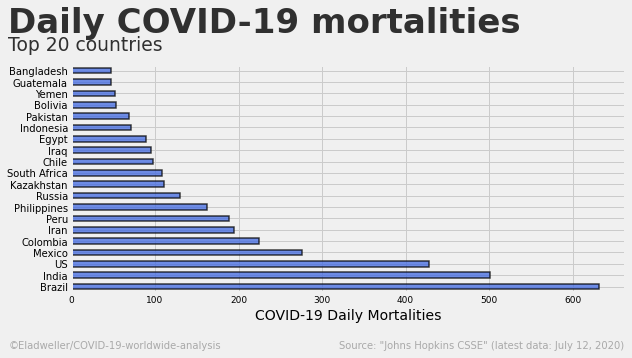 Daily COVID-19 mortalities
Top 20 countries
Bangladesh
Guatemala
Yemen
Bolivia
Pakistan
Indonesia
Egypt
Iraq
Chile
South Africa
Kazakhstan
Russia
Philippines
Peru
Iran
Colombia
Mexico
US
India
Brazil
0 100 200 300 400 500 600
COVID-19 Daily Mortalities
©Eladweller/COVID-19-worldwide-analysis Source: "Johns Hopkins CSSE" (latest data: July 12, 2020)